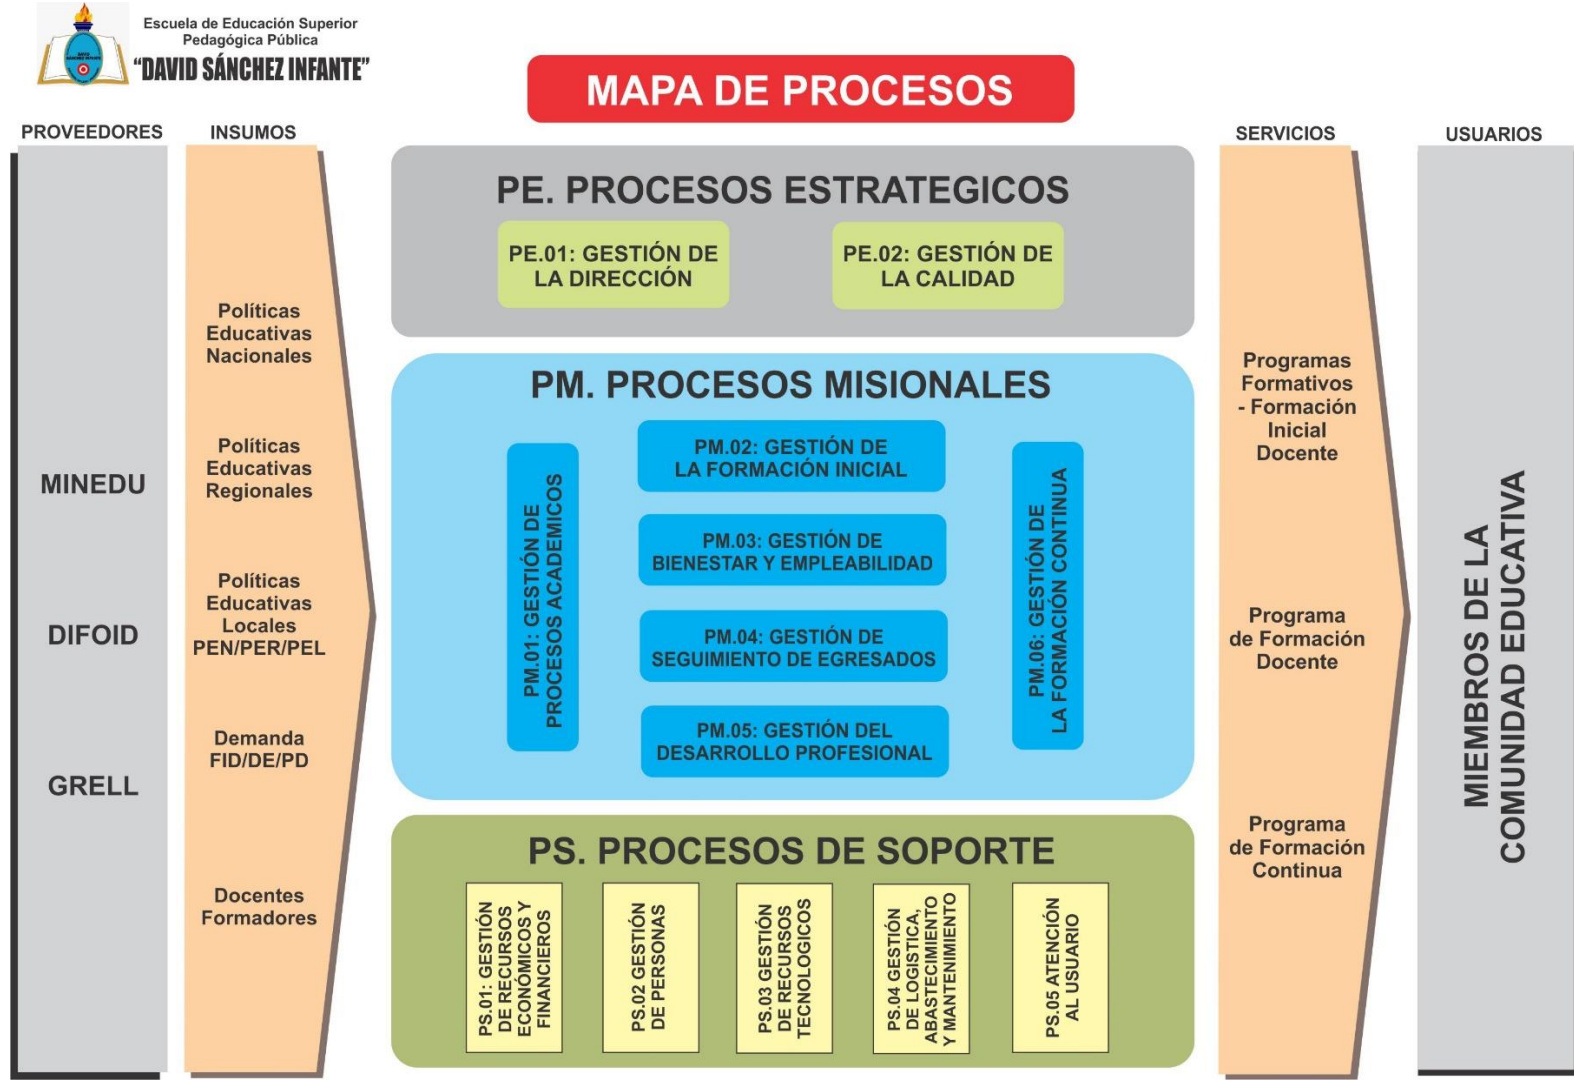 Escuela de Educación Superior
Pedagógica Pública
"DAVID SÁNCHEZ INFANTE"
MAPA DE PROCESOS
PROVEEDORES
MINEDU
DIFOID
GRELL
INSUMOS
Políticas
Educativas
Nacionales
Políticas
Educativas
Regionales
Políticas
Educativas
Locales
PEN/PER/PEL
Demanda
FID/DE/PD
Docentes
Formadores
PE. PROCESOS ESTRATEGICOS
PE.01: GESTIÓN DE
LA DIRECCIÓN
PE.02: GESTIÓN DE
LA CALIDAD
PM. PROCESOS MISIONALES
PM.01: GESTIÓN DE
PROCESOS ACADEMICOS
PM.02: GESTIÓN DE
LA FORMACIÓN INICIAL
PM.03: GESTIÓN DE
BIENESTAR Y EMPLEABILIDAD
PM.04: GESTIÓN DE
SEGUIMIENTO DE EGRESADOS
PM.05: GESTIÓN DEL
DESARROLLO PROFESIONAL
PM.06: GESTIÓN DE
LA FORMACIÓN CONTINUA
PS. PROCESOS DE SOPORTE
PS.01: GESTIÓN
DE RECURSOS
ECONÓMICOS Y
FINANCIEROS
PS.02 GESTIÓN
DE PERSONAS
PS.03 GESTIÓN
DE RECURSOS
TECNOLOGICOS
PS.04 GESTIÓN
DE LOGISTICA,
ABASTECIMIENTO
Y MANTENIMIENTO
PS.05 ATENCIÓN
AL USUARIO
SERVICIOS
Programas
Formativos
- Formación
Inicial
Docente
Programa
de Formación
Docente
Programa
de Formación
Continua
USUARIOS
MIEMBROS DE LA
COMUNIDAD EDUCATIVA